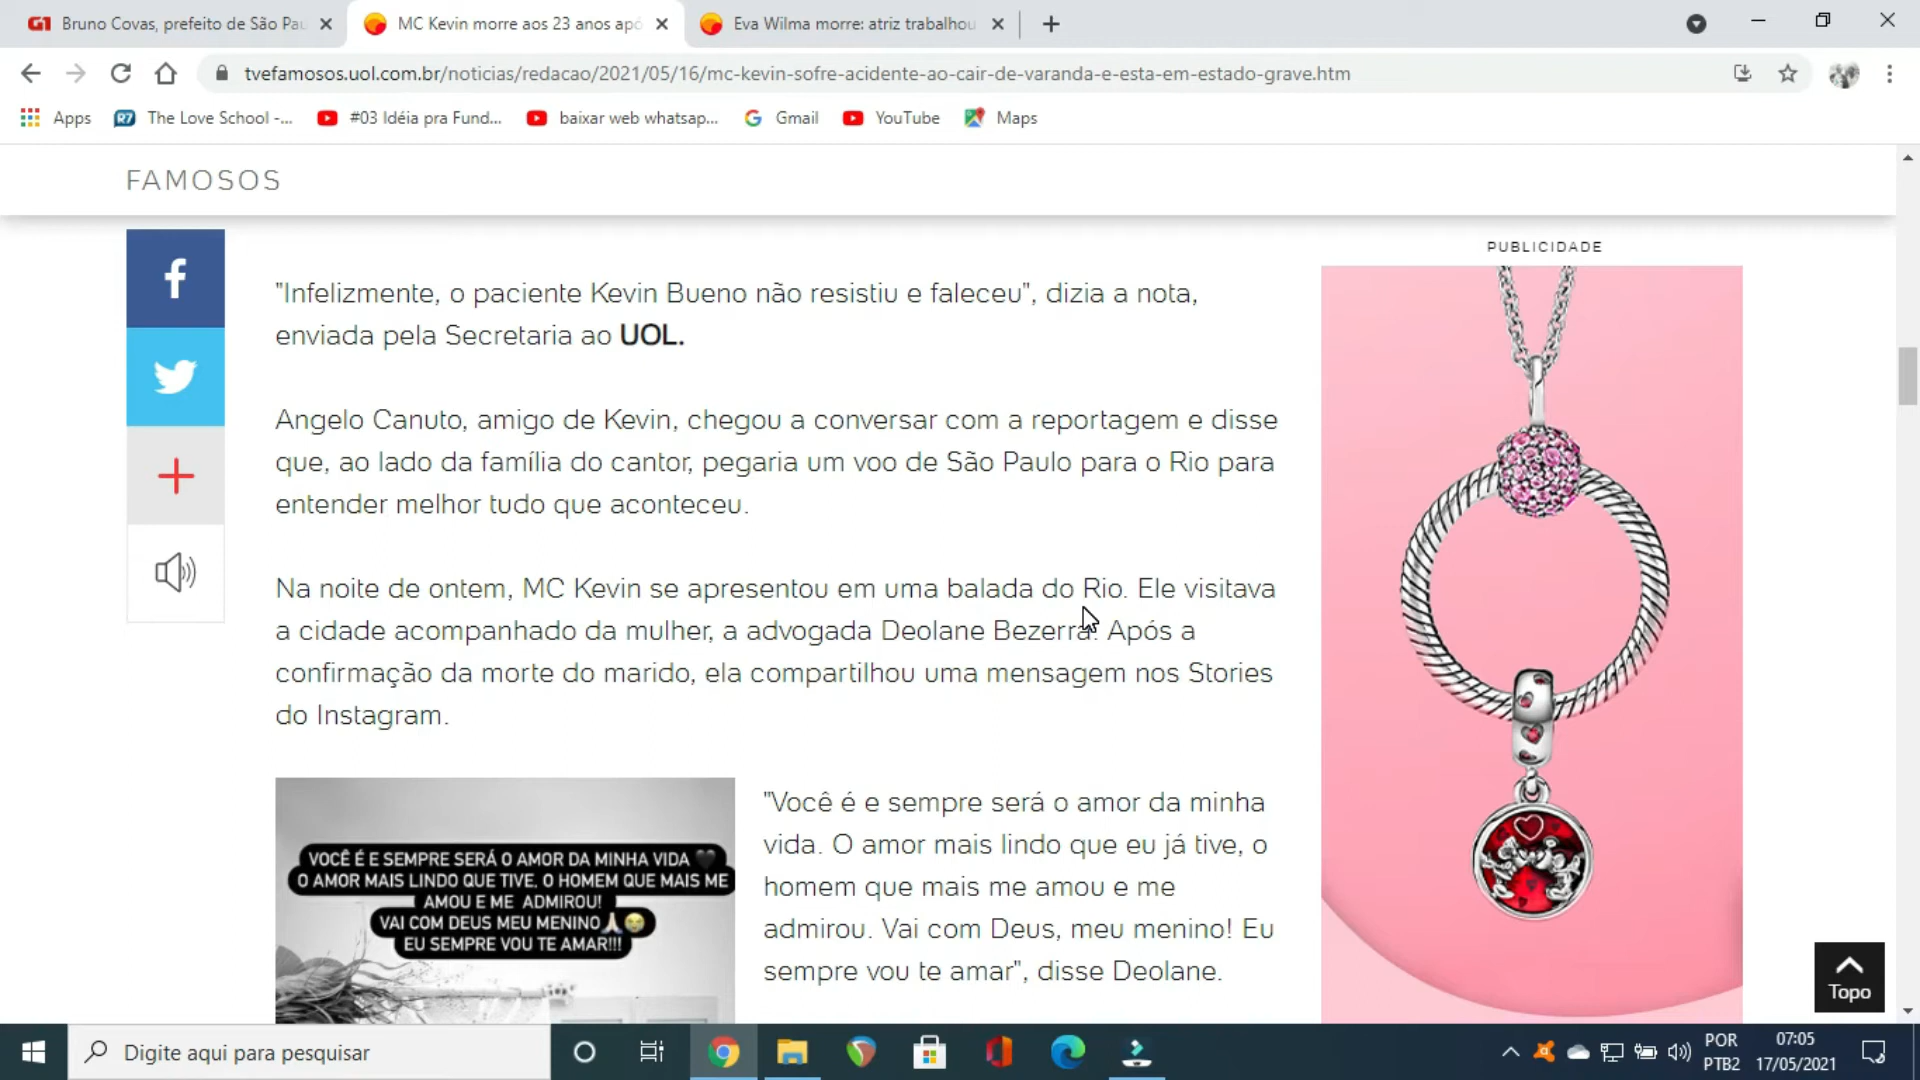 G1 Bruno Covas, prefeito de São Pau
MC Kevin morre aos 23 anos apó
Eva Wilma morre: atriz trabalhou
tvefamosos.uol.com.br/noticias/redacao/2021/05/16/mc-kevin-sofre-acidente-ao-cair-de-varanda-e-esta-em-estado-grave.htm
Apps
R7 The Love School -...
#03 Idéia pra Fund...
baixar web whatsap...
Gmail
YouTube
Maps
FAMOSOS
PUBLICIDADE
"Infelizmente, o paciente Kevin Bueno não resistiu e faleceu", dizia a nota,
enviada pela Secretaria ao UOL.
Angelo Canuto, amigo de Kevin, chegou a conversar com a reportagem e disse
que, ao lado da família do cantor, pegaria um voo de São Paulo para o Rio para
entender melhor tudo que aconteceu.
Na noite de ontem, MC Kevin se apresentou em uma balada do Rio. Ele visitava
a cidade acompanhado da mulher, a advogada Deolane Bezerra. Após a
confirmação da morte do marido, ela compartilhou uma mensagem nos Stories
do Instagram.
VOCÊ É E SEMPRE SERÁ O AMOR DA MINHA VIDA 🖤
O AMOR MAIS LINDO QUE TIVE, O HOMEM QUE MAIS ME
AMOU E ME ADMIROU!
VAI COM DEUS MEU MENINO🙏😭
EU SEMPRE VOU TE AMAR!!!
"Você é e sempre será o amor da minha
vida. O amor mais lindo que eu já tive, o
homem que mais me amou e me
admirou. Vai com Deus, meu menino! Eu
sempre vou te amar", disse Deolane.
Topo
Digite aqui para pesquisar
POR
PTB2
07:05
17/05/2021